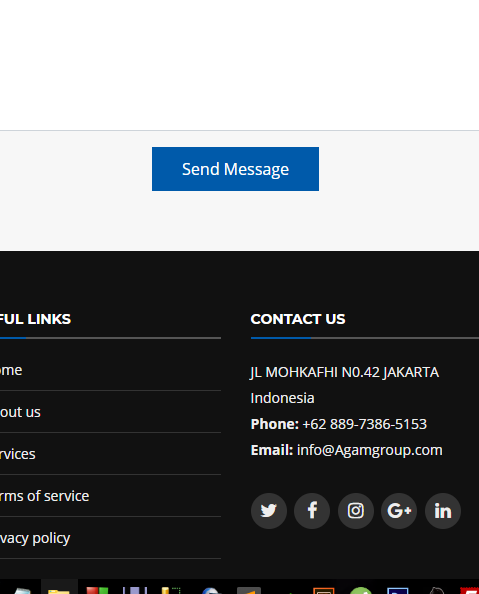 Send Message
FUL LINKS
ome
out us
rvices
rms of service
vacy policy
CONTACT US
JL MOHKAFHI N0.42 JAKARTA
Indonesia
Phone: +62 889-7386-5153
Email: info@Agamgroup.com